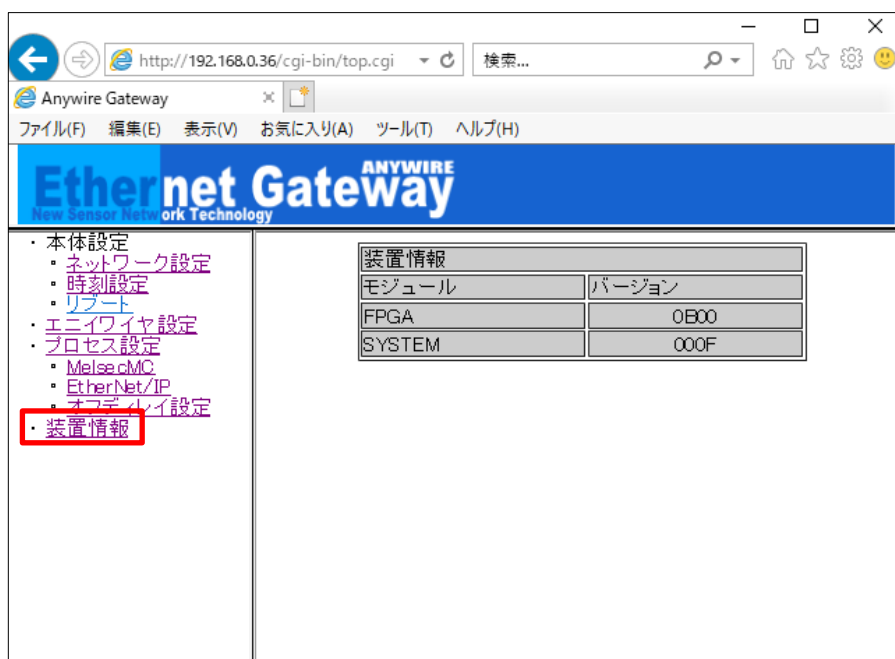 http://192.168.0.36/cgi-bin/top.cgi
検索...
Anywire Gateway
ファイル(F) 編集(E) 表示(V) お気に入り(A) ツール(T) ヘルプ(H)
Ethernet Gateway
ANYWIRE
New Sensor Network Technology
・本体設定
▪ ネットワーク設定
▪ 時刻設定
▪ リブート
・エニイワイヤ設定
・プロセス設定
▪ MelsecMC
▪ EtherNet/IP
▪ オフディレイ設定
・装置情報
装置情報
モジュール バージョン
FPGA 0B00
SYSTEM 000F